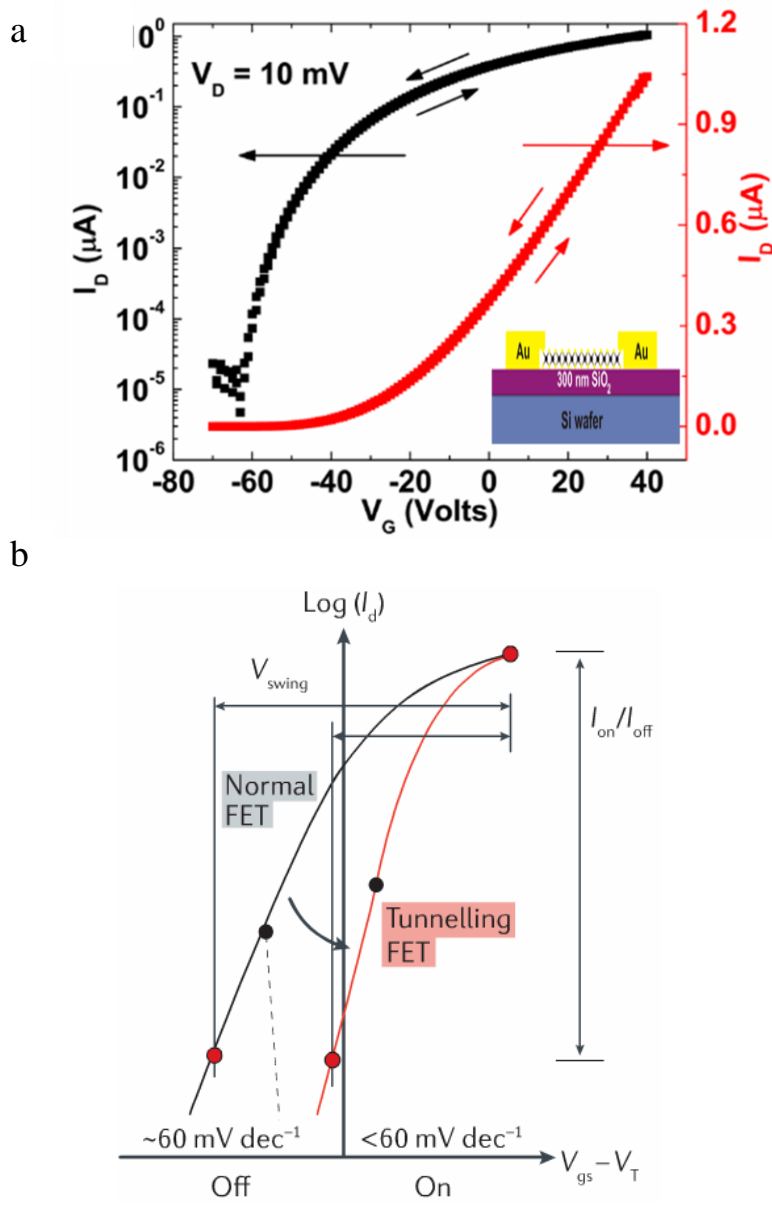 a
V_D = 10 mV
10^0
10^-1
10^-2
10^-3
10^-4
10^-5
10^-6
I_D (µA)
1.2
0.9
0.6
0.3
0.0
I_D (µA)
Au
Au
300 nm SiO_2
Si wafer
-80 -60 -40 -20 0 20 40
V_G (Volts)
b
Log (I_d)
V_swing
I_on/I_off
Normal
FET
Tunnelling
FET
~60 mV dec^−1
<60 mV dec^−1
V_gs – V_T
Off
On